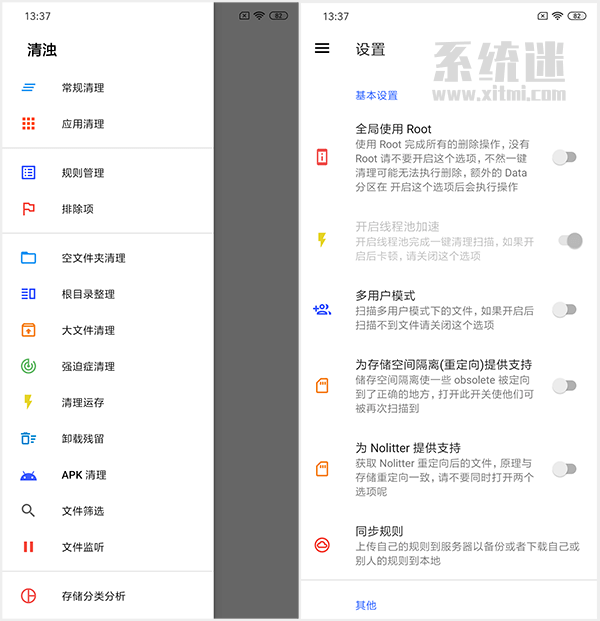 13:37
82
清浊
常规清理
应用清理
规则管理
排除项
空文件夹清理
根目录整理
大文件清理
强迫症清理
清理运存
卸载残留
APK 清理
文件筛选
文件监听
存储分类分析
13:37
82
设置
系统迷
www.xitmi.com
基本设置
全局使用 Root
使用 Root 完成所有的删除操作，没有
Root 请不要开启这个选项，不然一键
清理可能无法执行删除，额外的 Data
分区在 开启这个选项后会执行操作
开启线程池加速
开启线程池完成一键清理扫描，如果开
启后卡顿，请关闭这个选项
多用户模式
扫描多用户模式下的文件，如果开启后
扫描不到文件请关闭这个选项
为存储空间隔离(重定向)提供支持
储存空间隔离使一些 obsolete 被定向
到了正确的地方，打开此开关使他们可
被再次扫描到
为 Nolitter 提供支持
获取 Nolitter 重定向后的文件，原理与
存储重定向一致，请不要同时打开两个
选项呢
同步规则
上传自己的规则到服务器以备份或者下载自己或
别人的规则到本地
其他